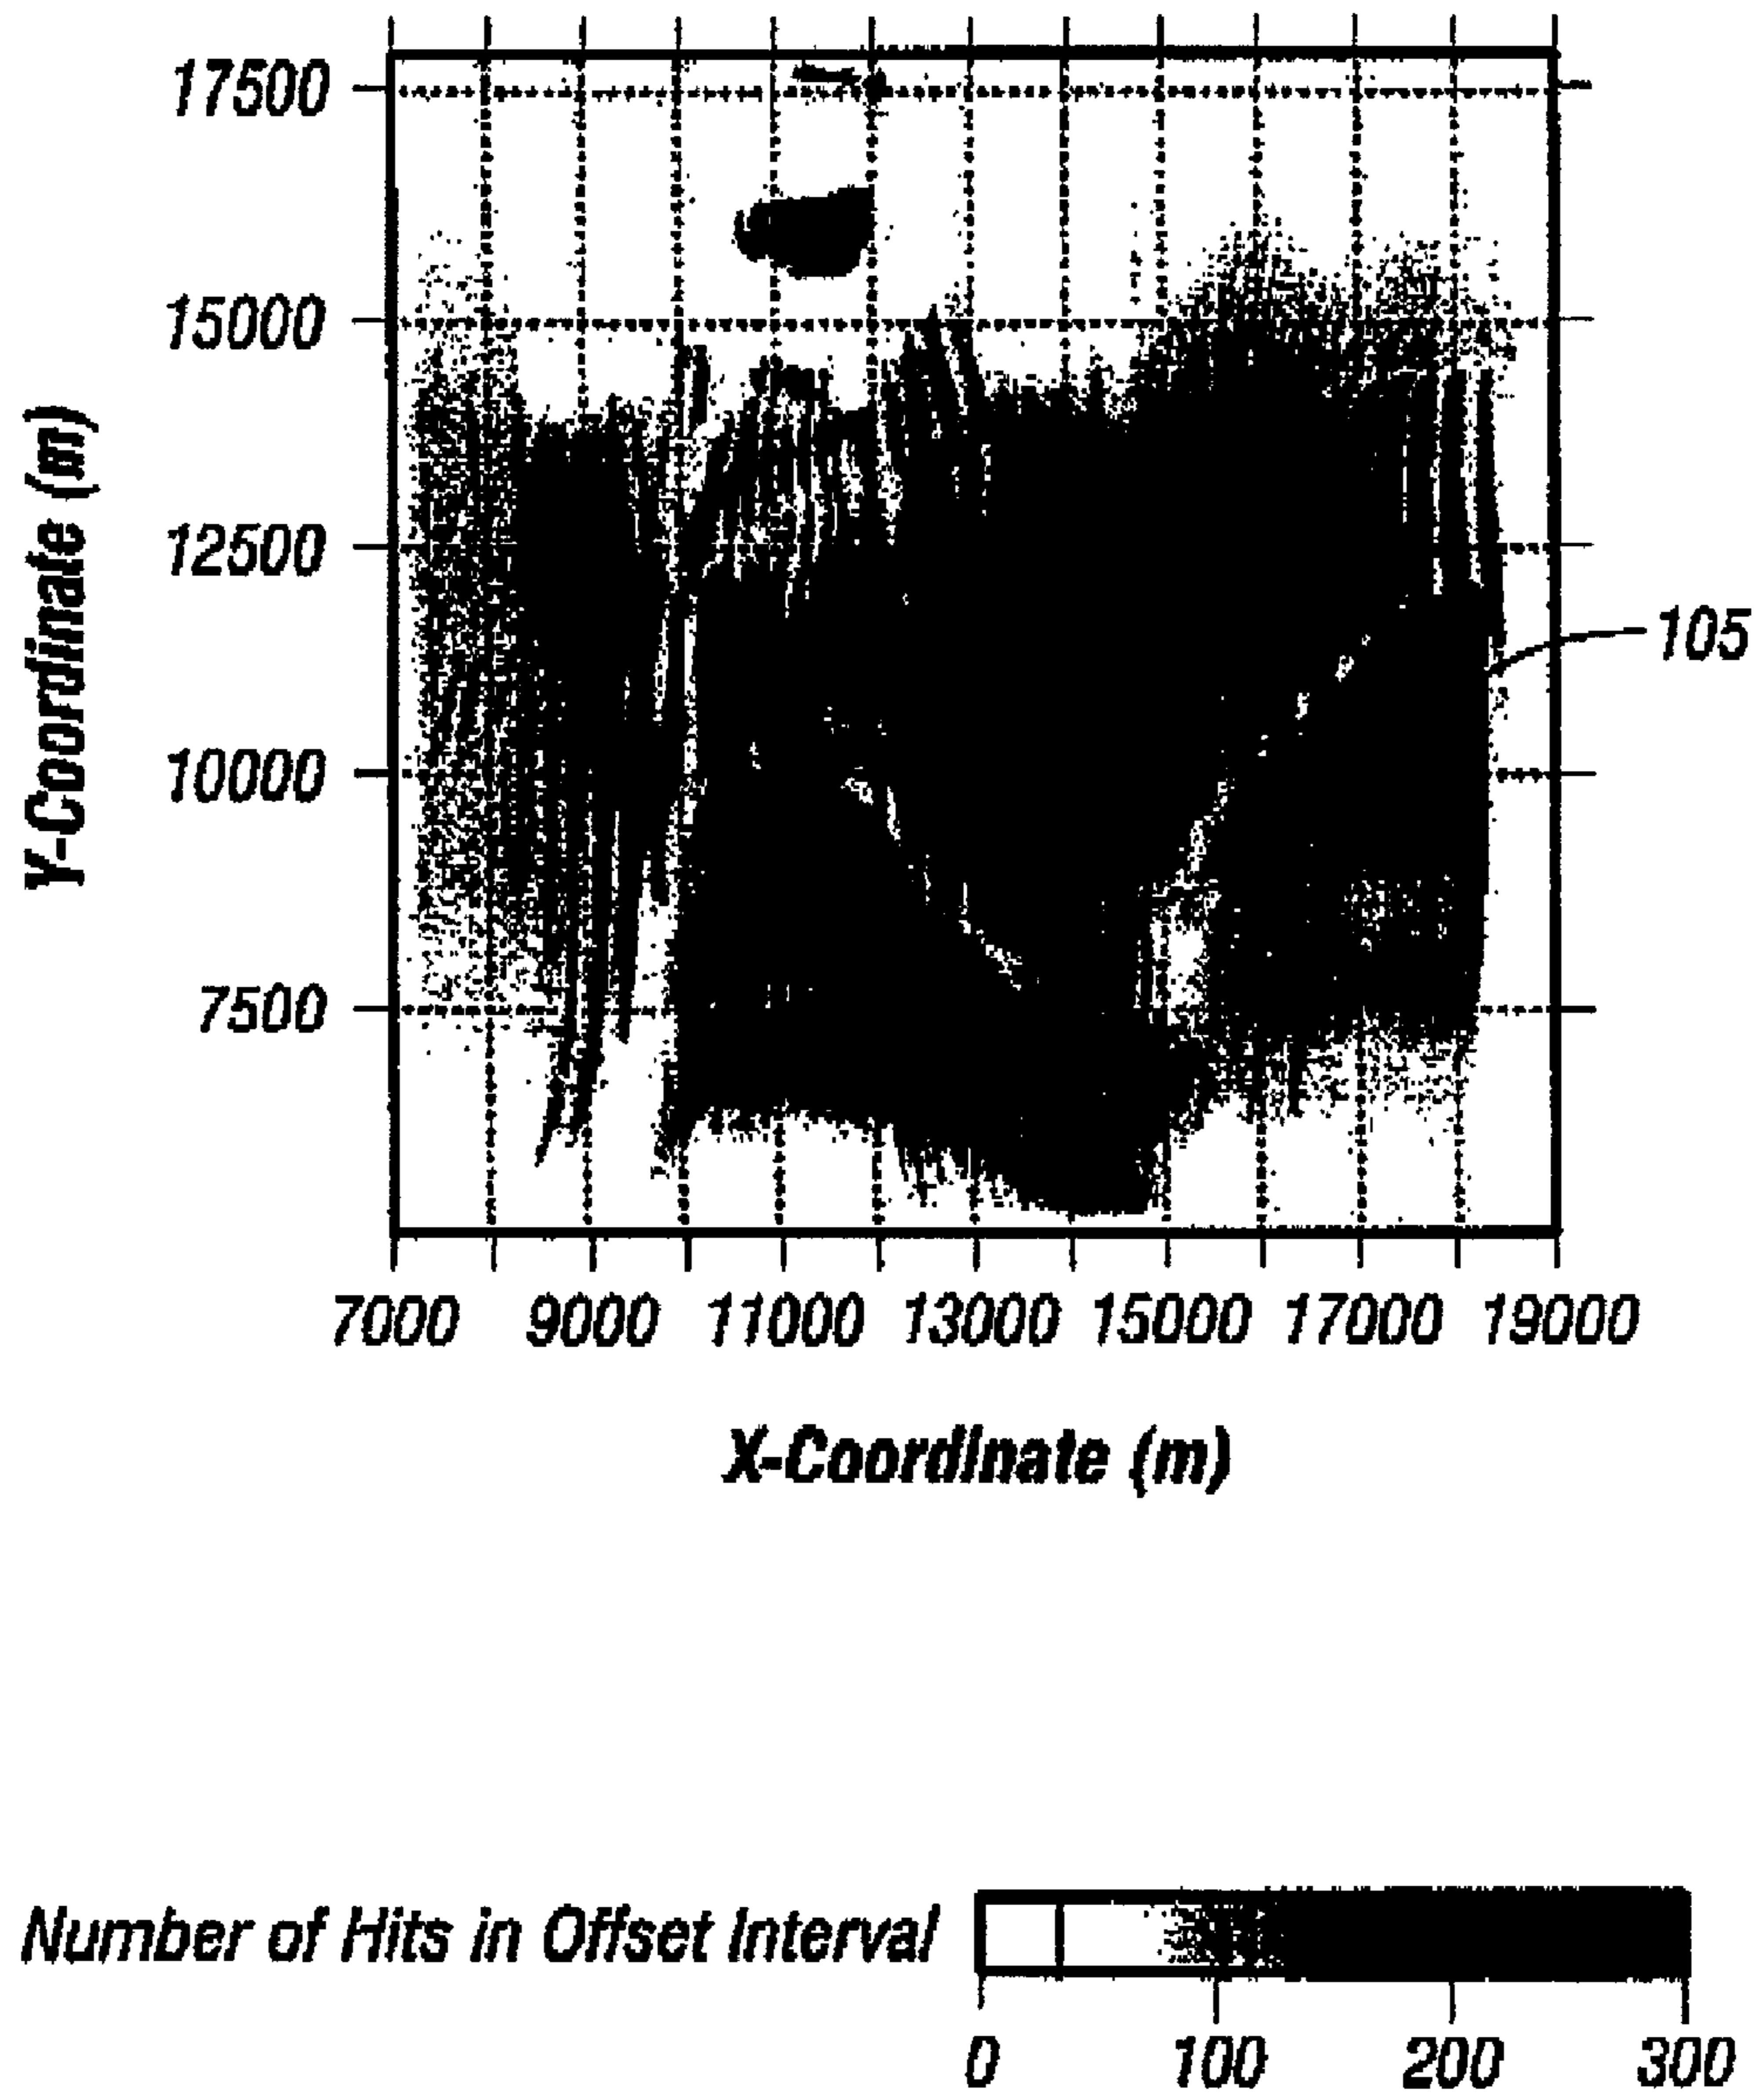 17500
15000
12500
10000
7500
Y-Coordinate (m)
105
7000 9000 11000 13000 15000 17000 19000
X-Coordinate (m)
Number of Hits in Offset Interval
0 100 200 300